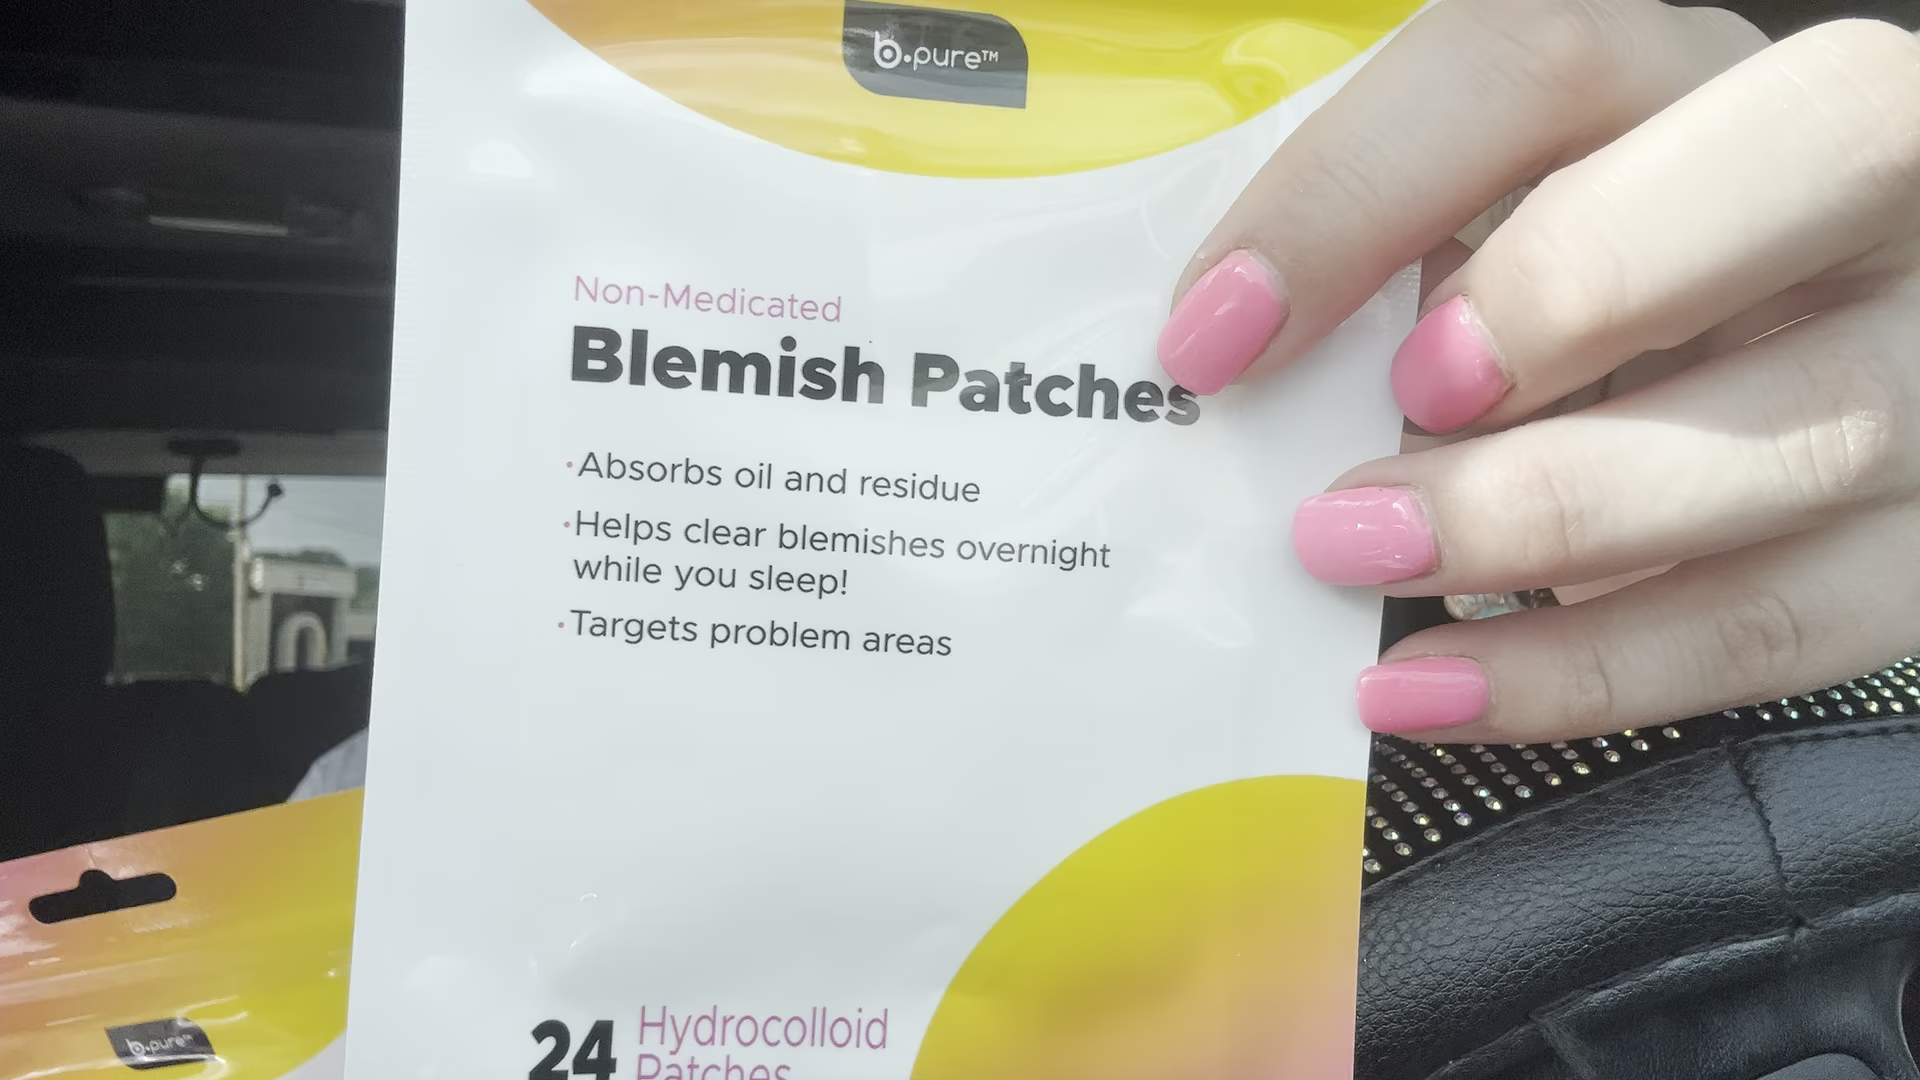 b.pure™
Non-Medicated
Blemish Patches
·Absorbs oil and residue
·Helps clear blemishes overnight
while you sleep!
·Targets problem areas
24 Hydrocolloid
Patches
b.pure™